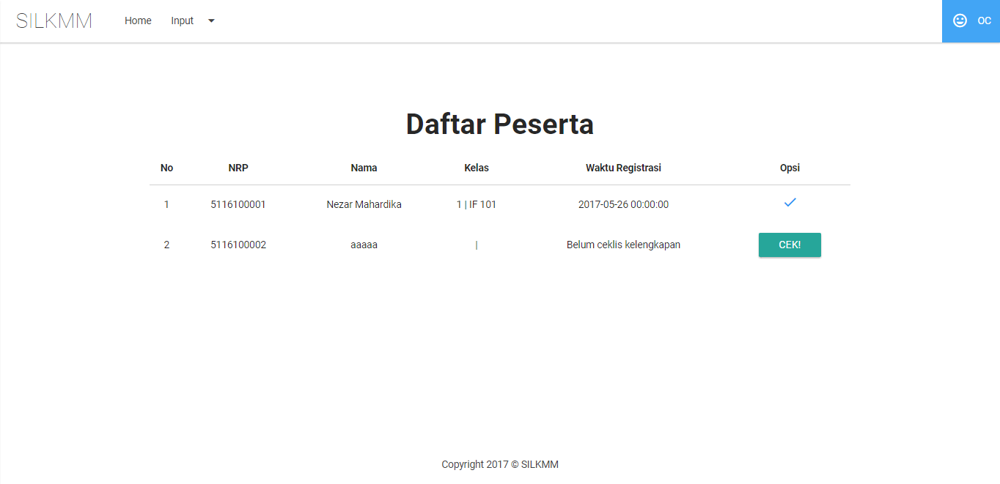 SILKMM Home Input OC
Daftar Peserta
No NRP Nama Kelas Waktu Registrasi Opsi
1 5116100001 Nezar Mahardika 1 | IF 101 2017-05-26 00:00:00
2 5116100002 aaaaa | Belum ceklis kelengkapan CEK!
Copyright 2017 © SILKMM